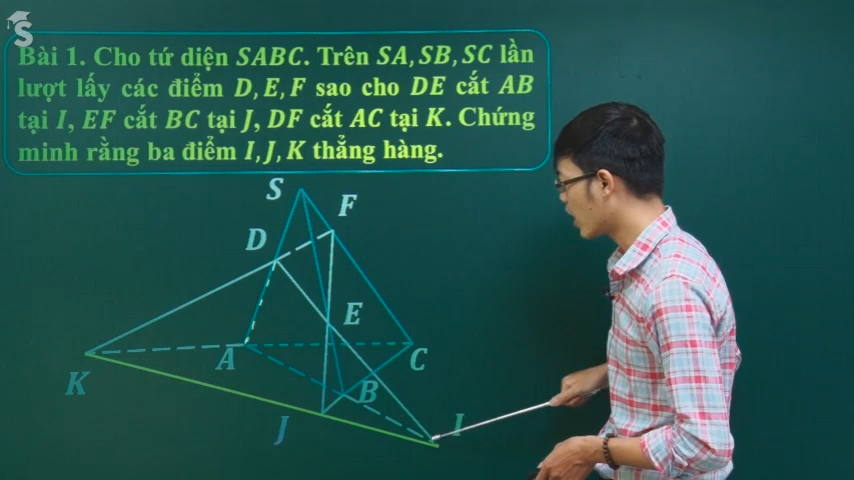 S
Bài 1. Cho tứ diện SABC. Trên SA, SB, SC lần
lượt lấy các điểm D, E, F sao cho DE cắt AB
tại I, EF cắt BC tại J, DF cắt AC tại K. Chứng
minh rằng ba điểm I, J, K thẳng hàng.
S
F
D
E
A
C
K
B
J
I